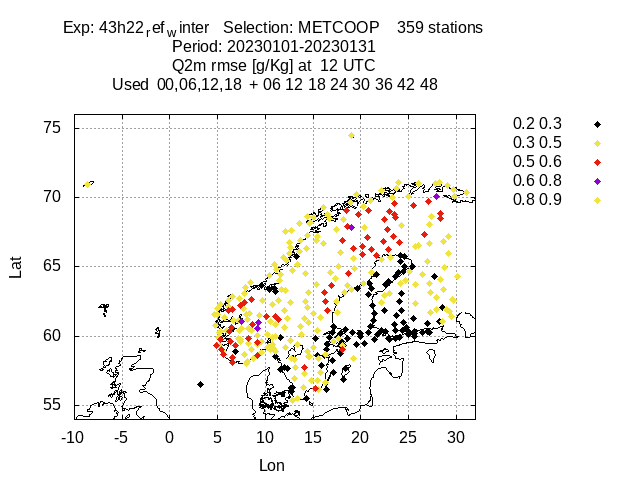 Exp: 43h22refwinter Selection: METCOOP 359 stations
Period: 20230101-20230131
Q2m rmse [g/Kg] at 12 UTC
Used 00,06,12,18 + 06 12 18 24 30 36 42 48
0.2 0.3
0.3 0.5
0.5 0.6
0.6 0.8
0.8 0.9
75
70
65
60
55
Lat
-10 -5 0 5 10 15 20 25 30
Lon